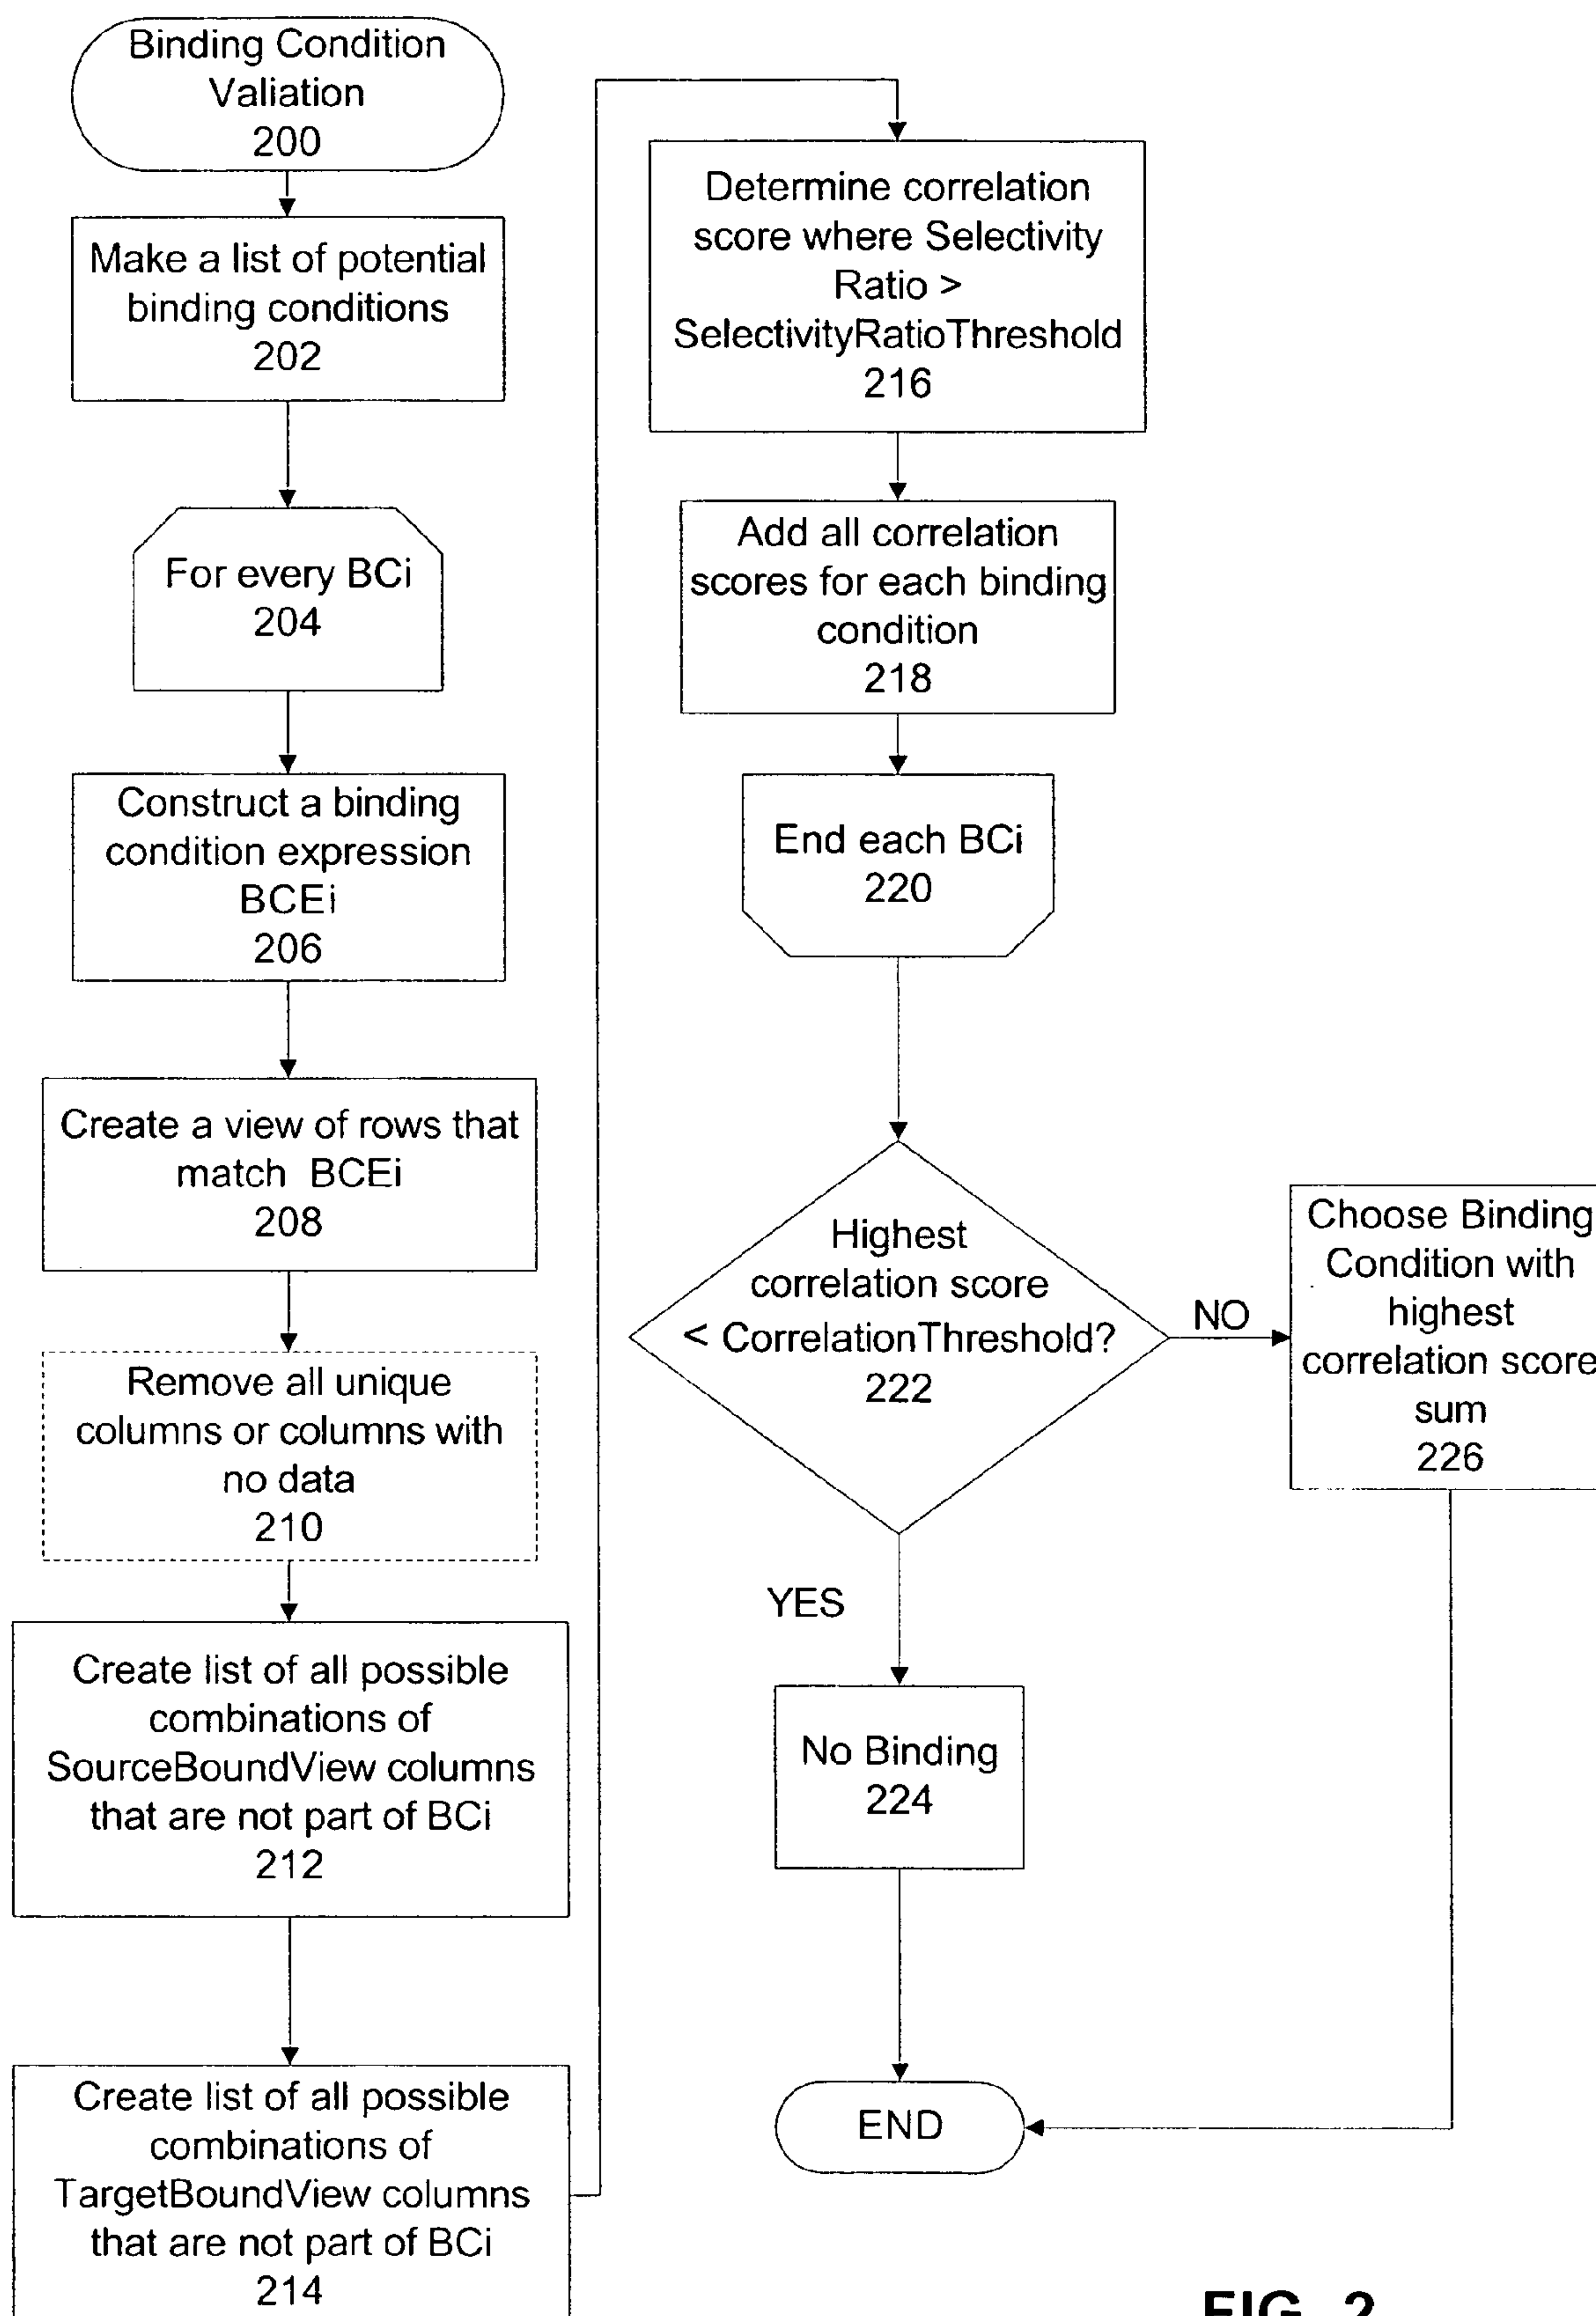 Binding Condition
Valiation
200
Make a list of potential
binding conditions
202
For every BCi
204
Construct a binding
condition expression
BCEi
206
Create a view of rows that
match BCEi
208
Remove all unique
columns or columns with
no data
210
Create list of all possible
combinations of
SourceBoundView columns
that are not part of BCi
212
Create list of all possible
combinations of
TargetBoundView columns
that are not part of BCi
214
Determine correlation
score where Selectivity
Ratio >
SelectivityRatioThreshold
216
Add all correlation
scores for each binding
condition
218
End each BCi
220
Highest
correlation score
< CorrelationThreshold?
222
NO
Choose Binding
Condition with
highest
correlation score
sum
226
YES
No Binding
224
END
FIG. 2